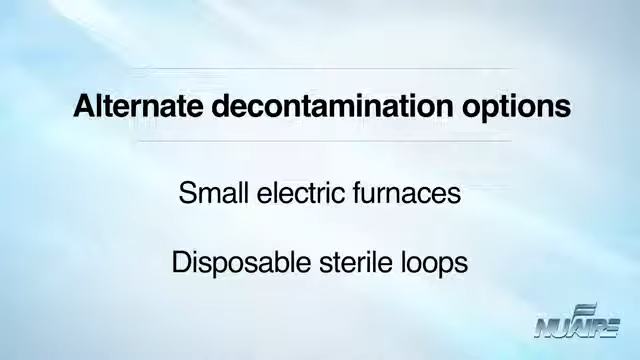 Alternate decontamination options
Small electric furnaces
Disposable sterile loops
NUAIRE